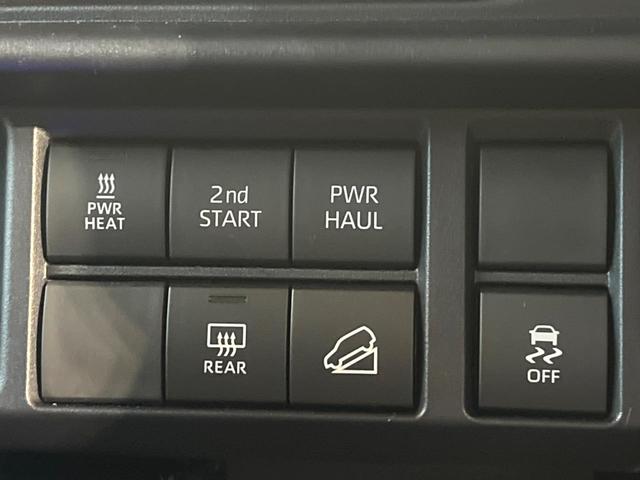 PWR
HEAT
2nd
START
PWR
HAUL
REAR
OFF